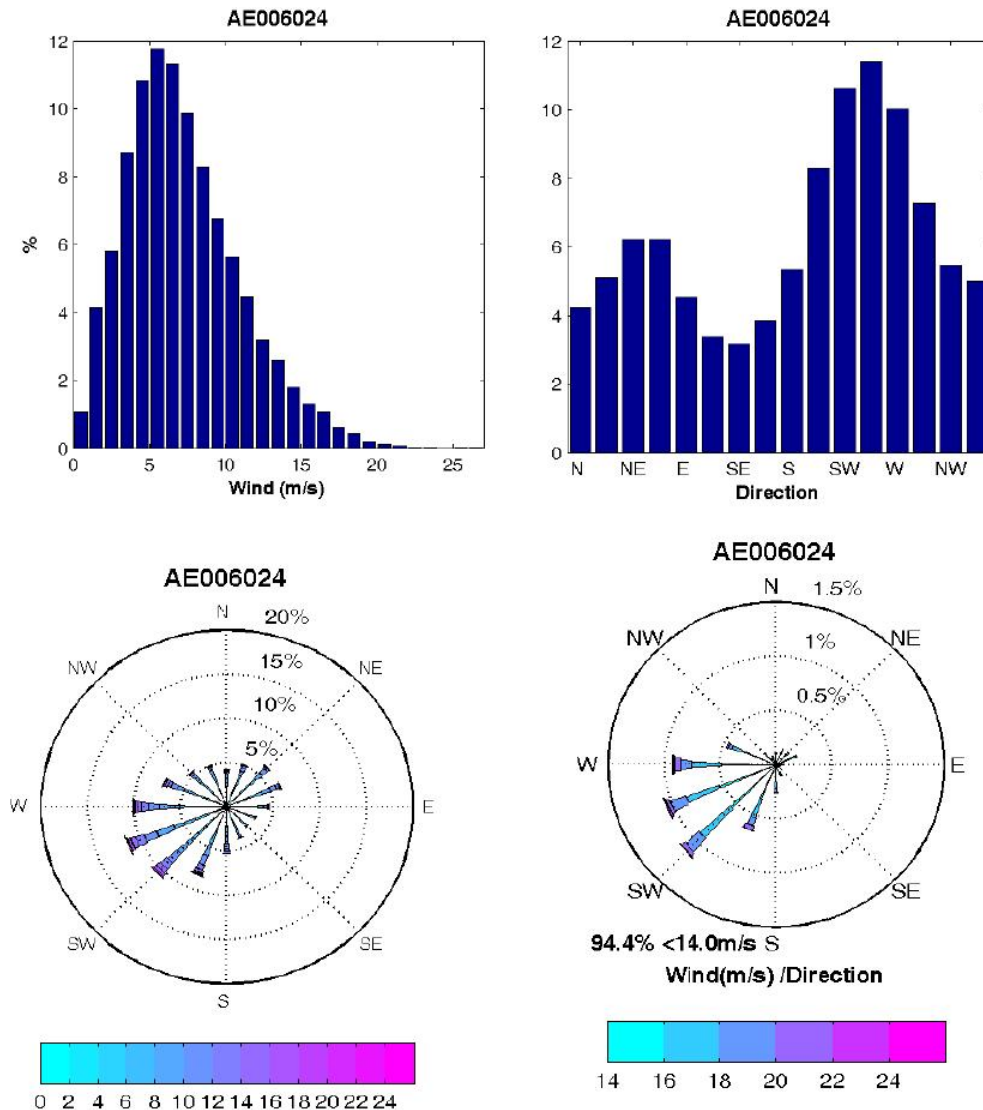 AE006024
12
10
8
6
4
2
0
%
0 5 10 15 20 25
Wind (m/s)
AE006024
12
10
8
6
4
2
0
N NE E SE S SW W NW
Direction
AE006024
N
20%
NW
15%
NE
10%
5%
W
E
SW
SE
S
0 2 4 6 8 10 12 14 16 18 20 22 24
AE006024
N
1.5%
NW
1%
NE
0.5%
W
E
SW
SE
94.4% <14.0m/s S
Wind(m/s) /Direction
14 16 18 20 22 24